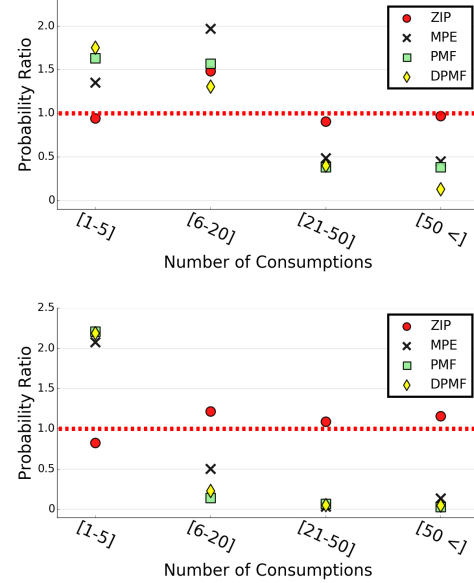 2.0
1.5
1.0
0.5
0
Probability Ratio
ZIP
MPE
PMF
DPMF
[1-5]
[6-20]
[21-50]
[50 <]
Number of Consumptions
2.5
2.0
1.5
1.0
0.5
0
Probability Ratio
ZIP
MPE
PMF
DPMF
[1-5]
[6-20]
[21-50]
[50 <]
Number of Consumptions